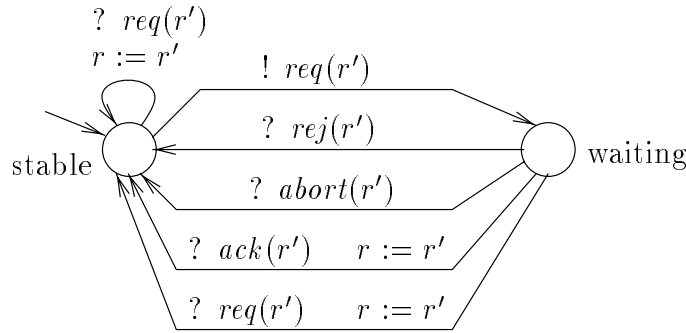 ? req(r′)
r := r′
! req(r′)
? rej(r′)
stable
waiting
? abort(r′)
? ack(r′) r := r′
? req(r′) r := r′